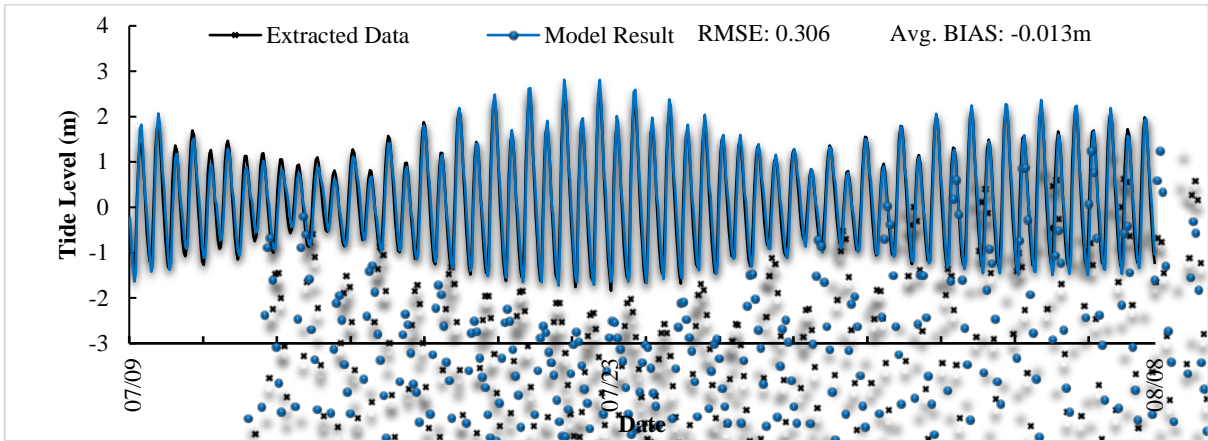 4
Extracted Data Model Result RMSE: 0.306 Avg. BIAS: -0.013m
3
2
1
0
-1
-2
-3
Tide Level (m)
07/09 07/23 08/08
Date